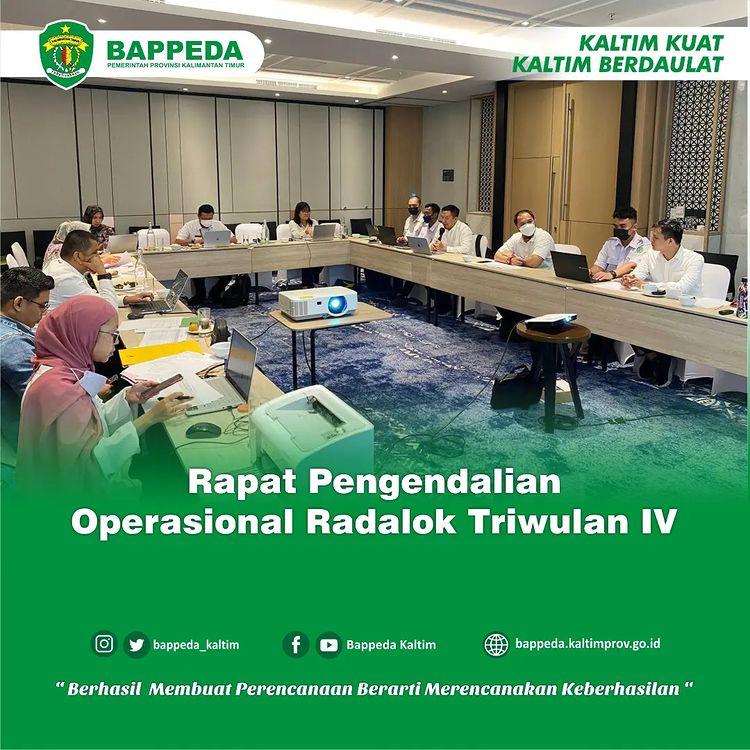 BAPPEDA
PEMERINTAH PROVINSI KALIMANTAN TIMUR
KALTIM KUAT
KALTIM BERDAULAT
Rapat Pengendalian
Operasional Radalok Triwulan IV
bappeda_kaltim
Bappeda Kaltim
bappeda.kaltimprov.go.id
“ Berhasil Membuat Perencanaan Berarti Merencanakan Keberhasilan “